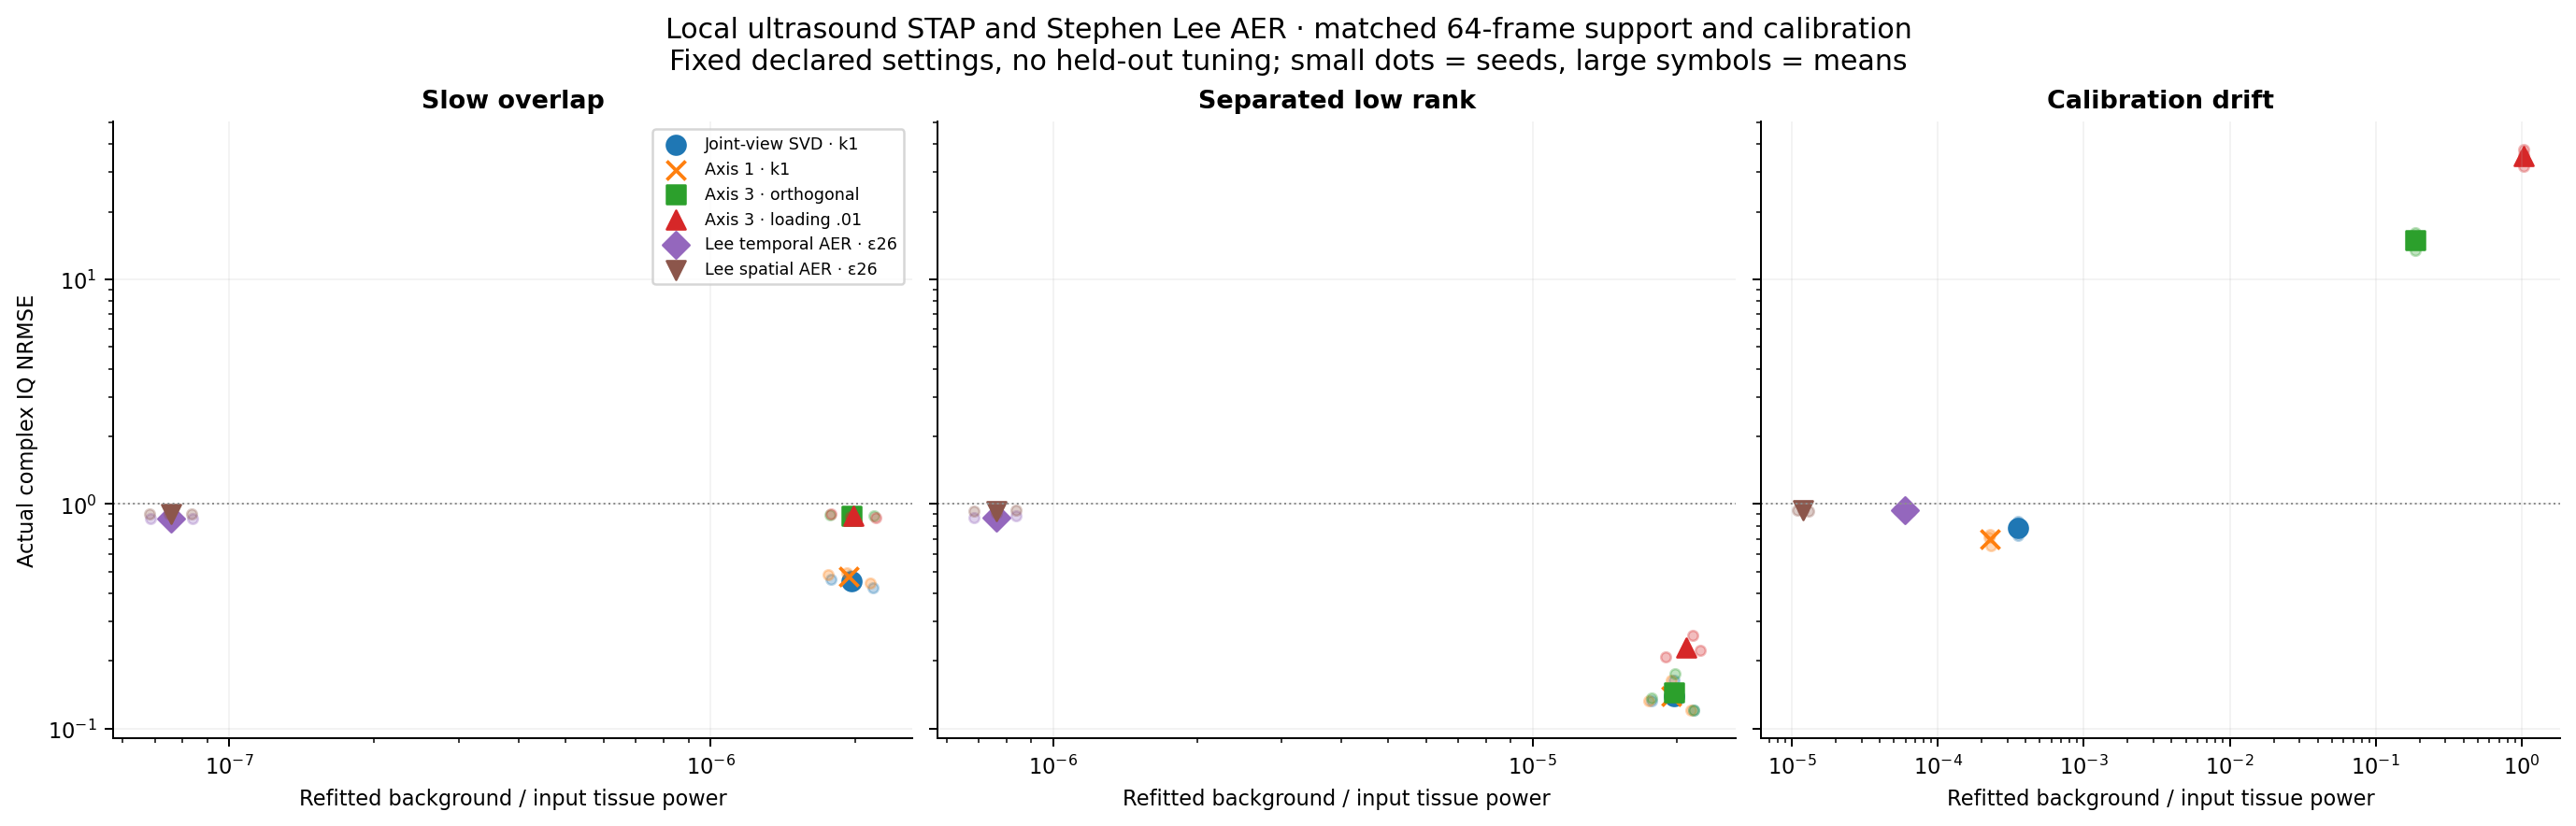 Local ultrasound STAP and Stephen Lee AER · matched 64-frame support and calibration
Fixed declared settings, no held-out tuning; small dots = seeds, large symbols = means
Slow overlap
Separated low rank
Calibration drift
Joint-view SVD · k1
Axis 1 · k1
Axis 3 · orthogonal
Axis 3 · loading .01
Lee temporal AER · ε26
Lee spatial AER · ε26
Actual complex IQ NRMSE
10¹
10⁰
10⁻¹
10⁻⁷
10⁻⁶
10⁻⁶
10⁻⁵
10⁻⁵
10⁻⁴
10⁻³
10⁻²
10⁻¹
10⁰
Refitted background / input tissue power
Refitted background / input tissue power
Refitted background / input tissue power